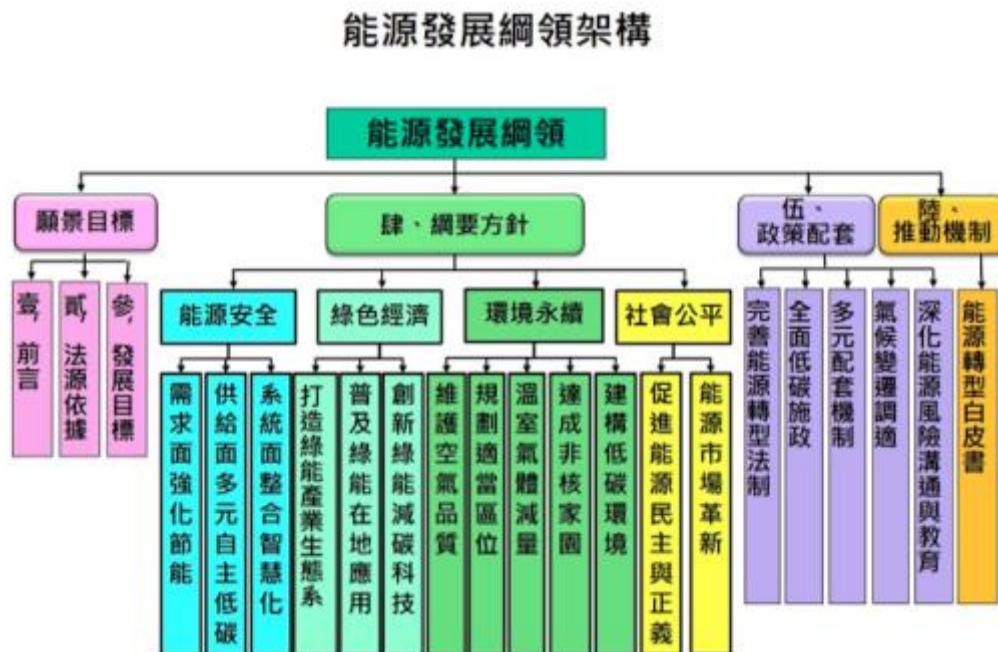 能源發展綱領架構
能源發展綱領
願景目標
肆、綱要方針
伍、
政策配套
陸、
推動機制
壹，前言
貳，法源依據
參，發展目標
能源安全
綠色經濟
環境永續
社會公平
需求面強化節能
供給面多元自主低碳
系統面整合智慧化
打造綠能產業生態系
普及綠能在地應用
創新綠能減碳科技
維護空氣品質
規劃適當區位
溫室氣體減量
達成非核家園
建構低碳環境
促進能源民主與正義
能源市場革新
完善能源轉型法制
全面低碳施政
多元配套機制
氣候變遷調適
深化能源風險溝通與教育
能源轉型白皮書